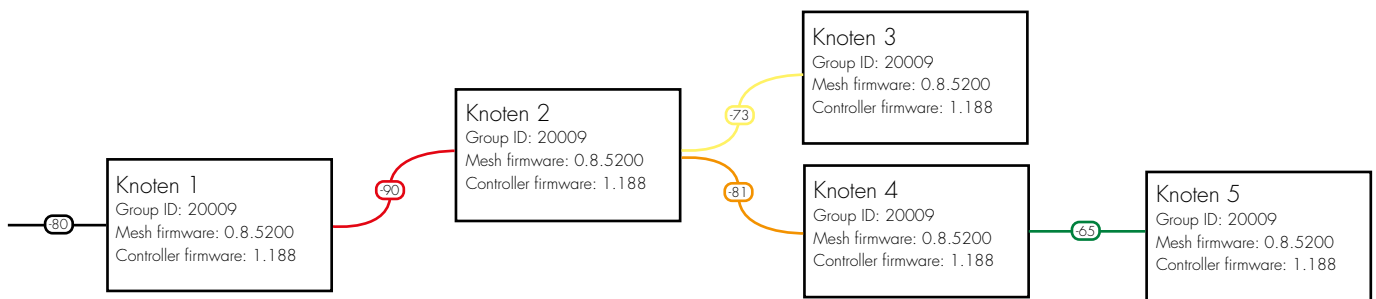 -80
Knoten 1
Group ID: 20009
Mesh firmware: 0.8.5200
Controller firmware: 1.188
-90
Knoten 2
Group ID: 20009
Mesh firmware: 0.8.5200
Controller firmware: 1.188
-73
Knoten 3
Group ID: 20009
Mesh firmware: 0.8.5200
Controller firmware: 1.188
-81
Knoten 4
Group ID: 20009
Mesh firmware: 0.8.5200
Controller firmware: 1.188
-65
Knoten 5
Group ID: 20009
Mesh firmware: 0.8.5200
Controller firmware: 1.188